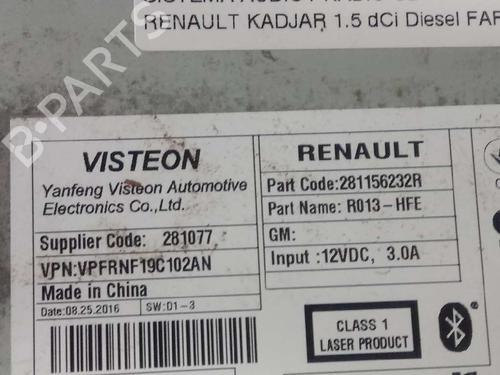 RENAULT KADJAR 1.5 dCi Diesel FAR
B-PARTS
VISTEON
Yanfeng Visteon Automotive
Electronics Co.,Ltd.
Supplier Code: 281077
VPN:VPFRNF19C102AN
Made in China
Date:08.25.2016 SW:01-3
RENAULT
Part Code:281156232R
Part Name: R013-HFE
GM:
Input :12VDC, 3.0A
CLASS 1
LASER PRODUCT